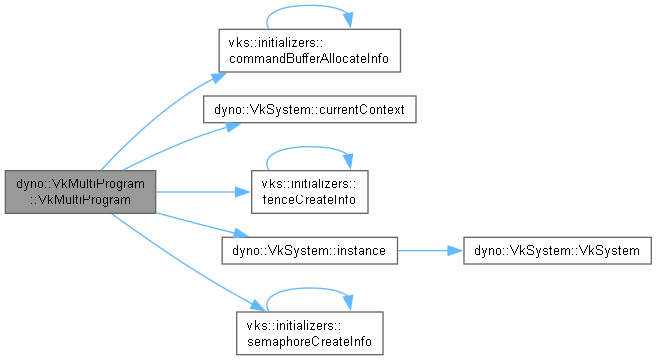 vks::initializers::
commandBufferAllocateInfo
dyno::VkSystem::currentContext
dyno::VkMultiProgram
::VkMultiProgram
vks::initializers::
fenceCreateInfo
dyno::VkSystem::instance
dyno::VkSystem::VkSystem
vks::initializers::
semaphoreCreateInfo